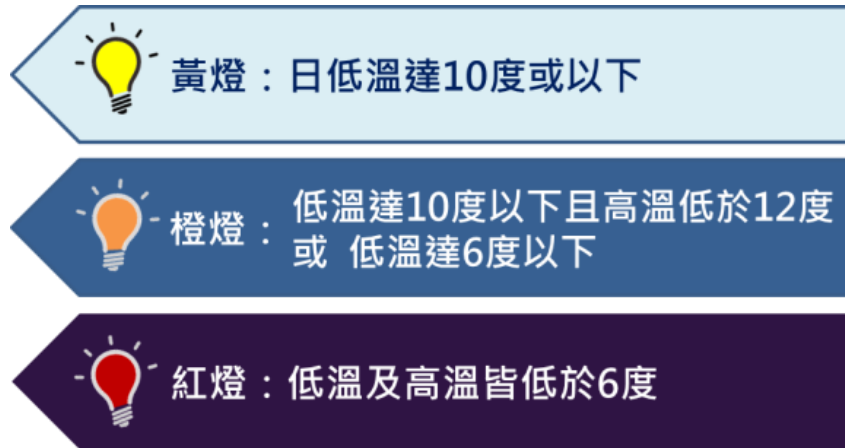 黃燈：日低溫達10度或以下
橙燈：低溫達10度以下且高溫低於12度
或 低溫達6度以下
紅燈：低溫及高溫皆低於6度